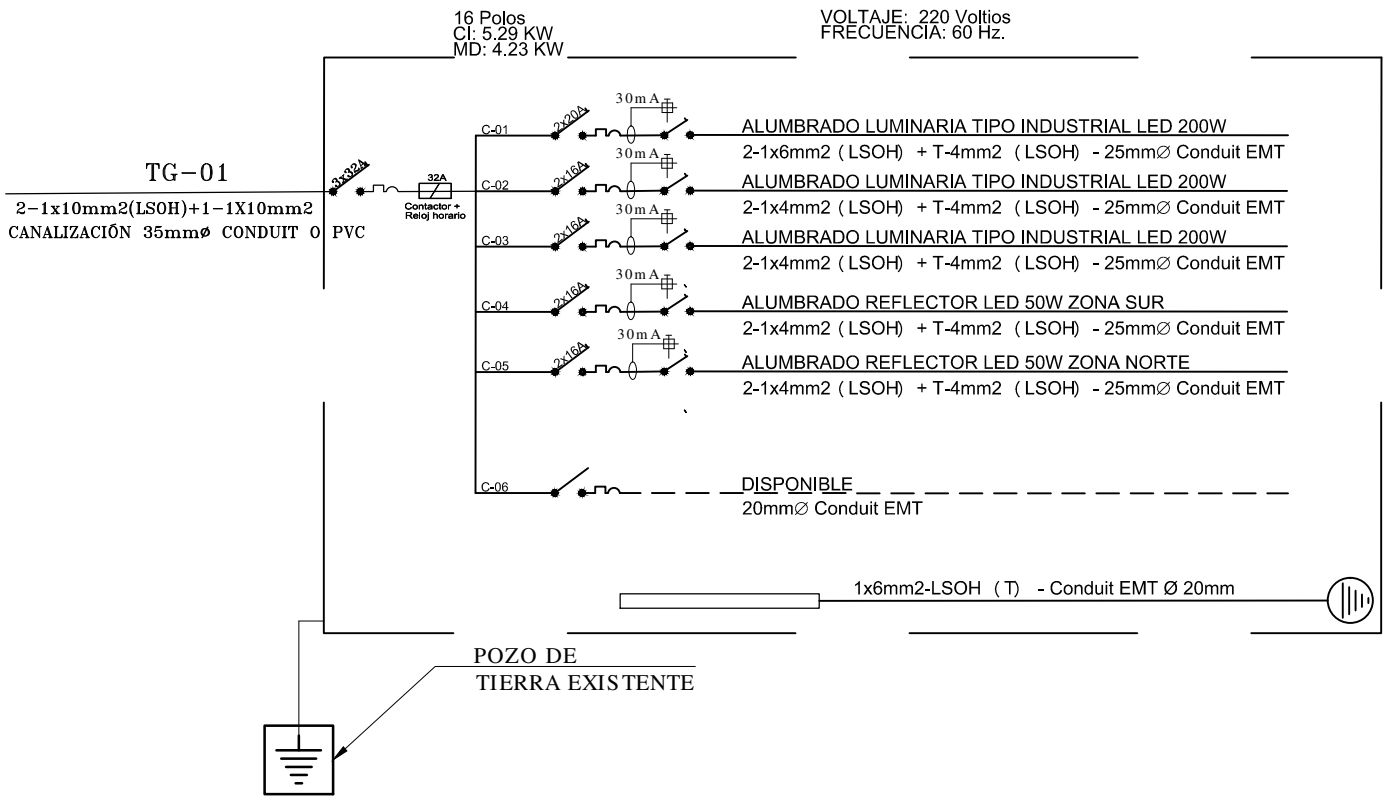 16 Polos
CI: 5.29 KW
MD: 4.23 KW
VOLTAJE: 220 Voltios
FRECUENCIA: 60 Hz.
TG-01
2-1x10mm2(LSOH)+1-1X10mm2
CANALIZACIÓN 35mmø CONDUIT O PVC
3x32A
32A
Contactor +
Reloj horario
C-01
2x20A
30mA
ALUMBRADO LUMINARIA TIPO INDUSTRIAL LED 200W
2-1x6mm2 (LSOH) + T-4mm2 (LSOH) - 25mmØ Conduit EMT
C-02
2x16A
30mA
ALUMBRADO LUMINARIA TIPO INDUSTRIAL LED 200W
2-1x4mm2 (LSOH) + T-4mm2 (LSOH) - 25mmØ Conduit EMT
C-03
2x16A
30mA
ALUMBRADO LUMINARIA TIPO INDUSTRIAL LED 200W
2-1x4mm2 (LSOH) + T-4mm2 (LSOH) - 25mmØ Conduit EMT
C-04
2x16A
30mA
ALUMBRADO REFLECTOR LED 50W ZONA SUR
2-1x4mm2 (LSOH) + T-4mm2 (LSOH) - 25mmØ Conduit EMT
C-05
2x16A
30mA
ALUMBRADO REFLECTOR LED 50W ZONA NORTE
2-1x4mm2 (LSOH) + T-4mm2 (LSOH) - 25mmØ Conduit EMT
C-06
DISPONIBLE
20mmØ Conduit EMT
1x6mm2-LSOH (T) - Conduit EMT Ø 20mm
POZO DE
TIERRA EXISTENTE